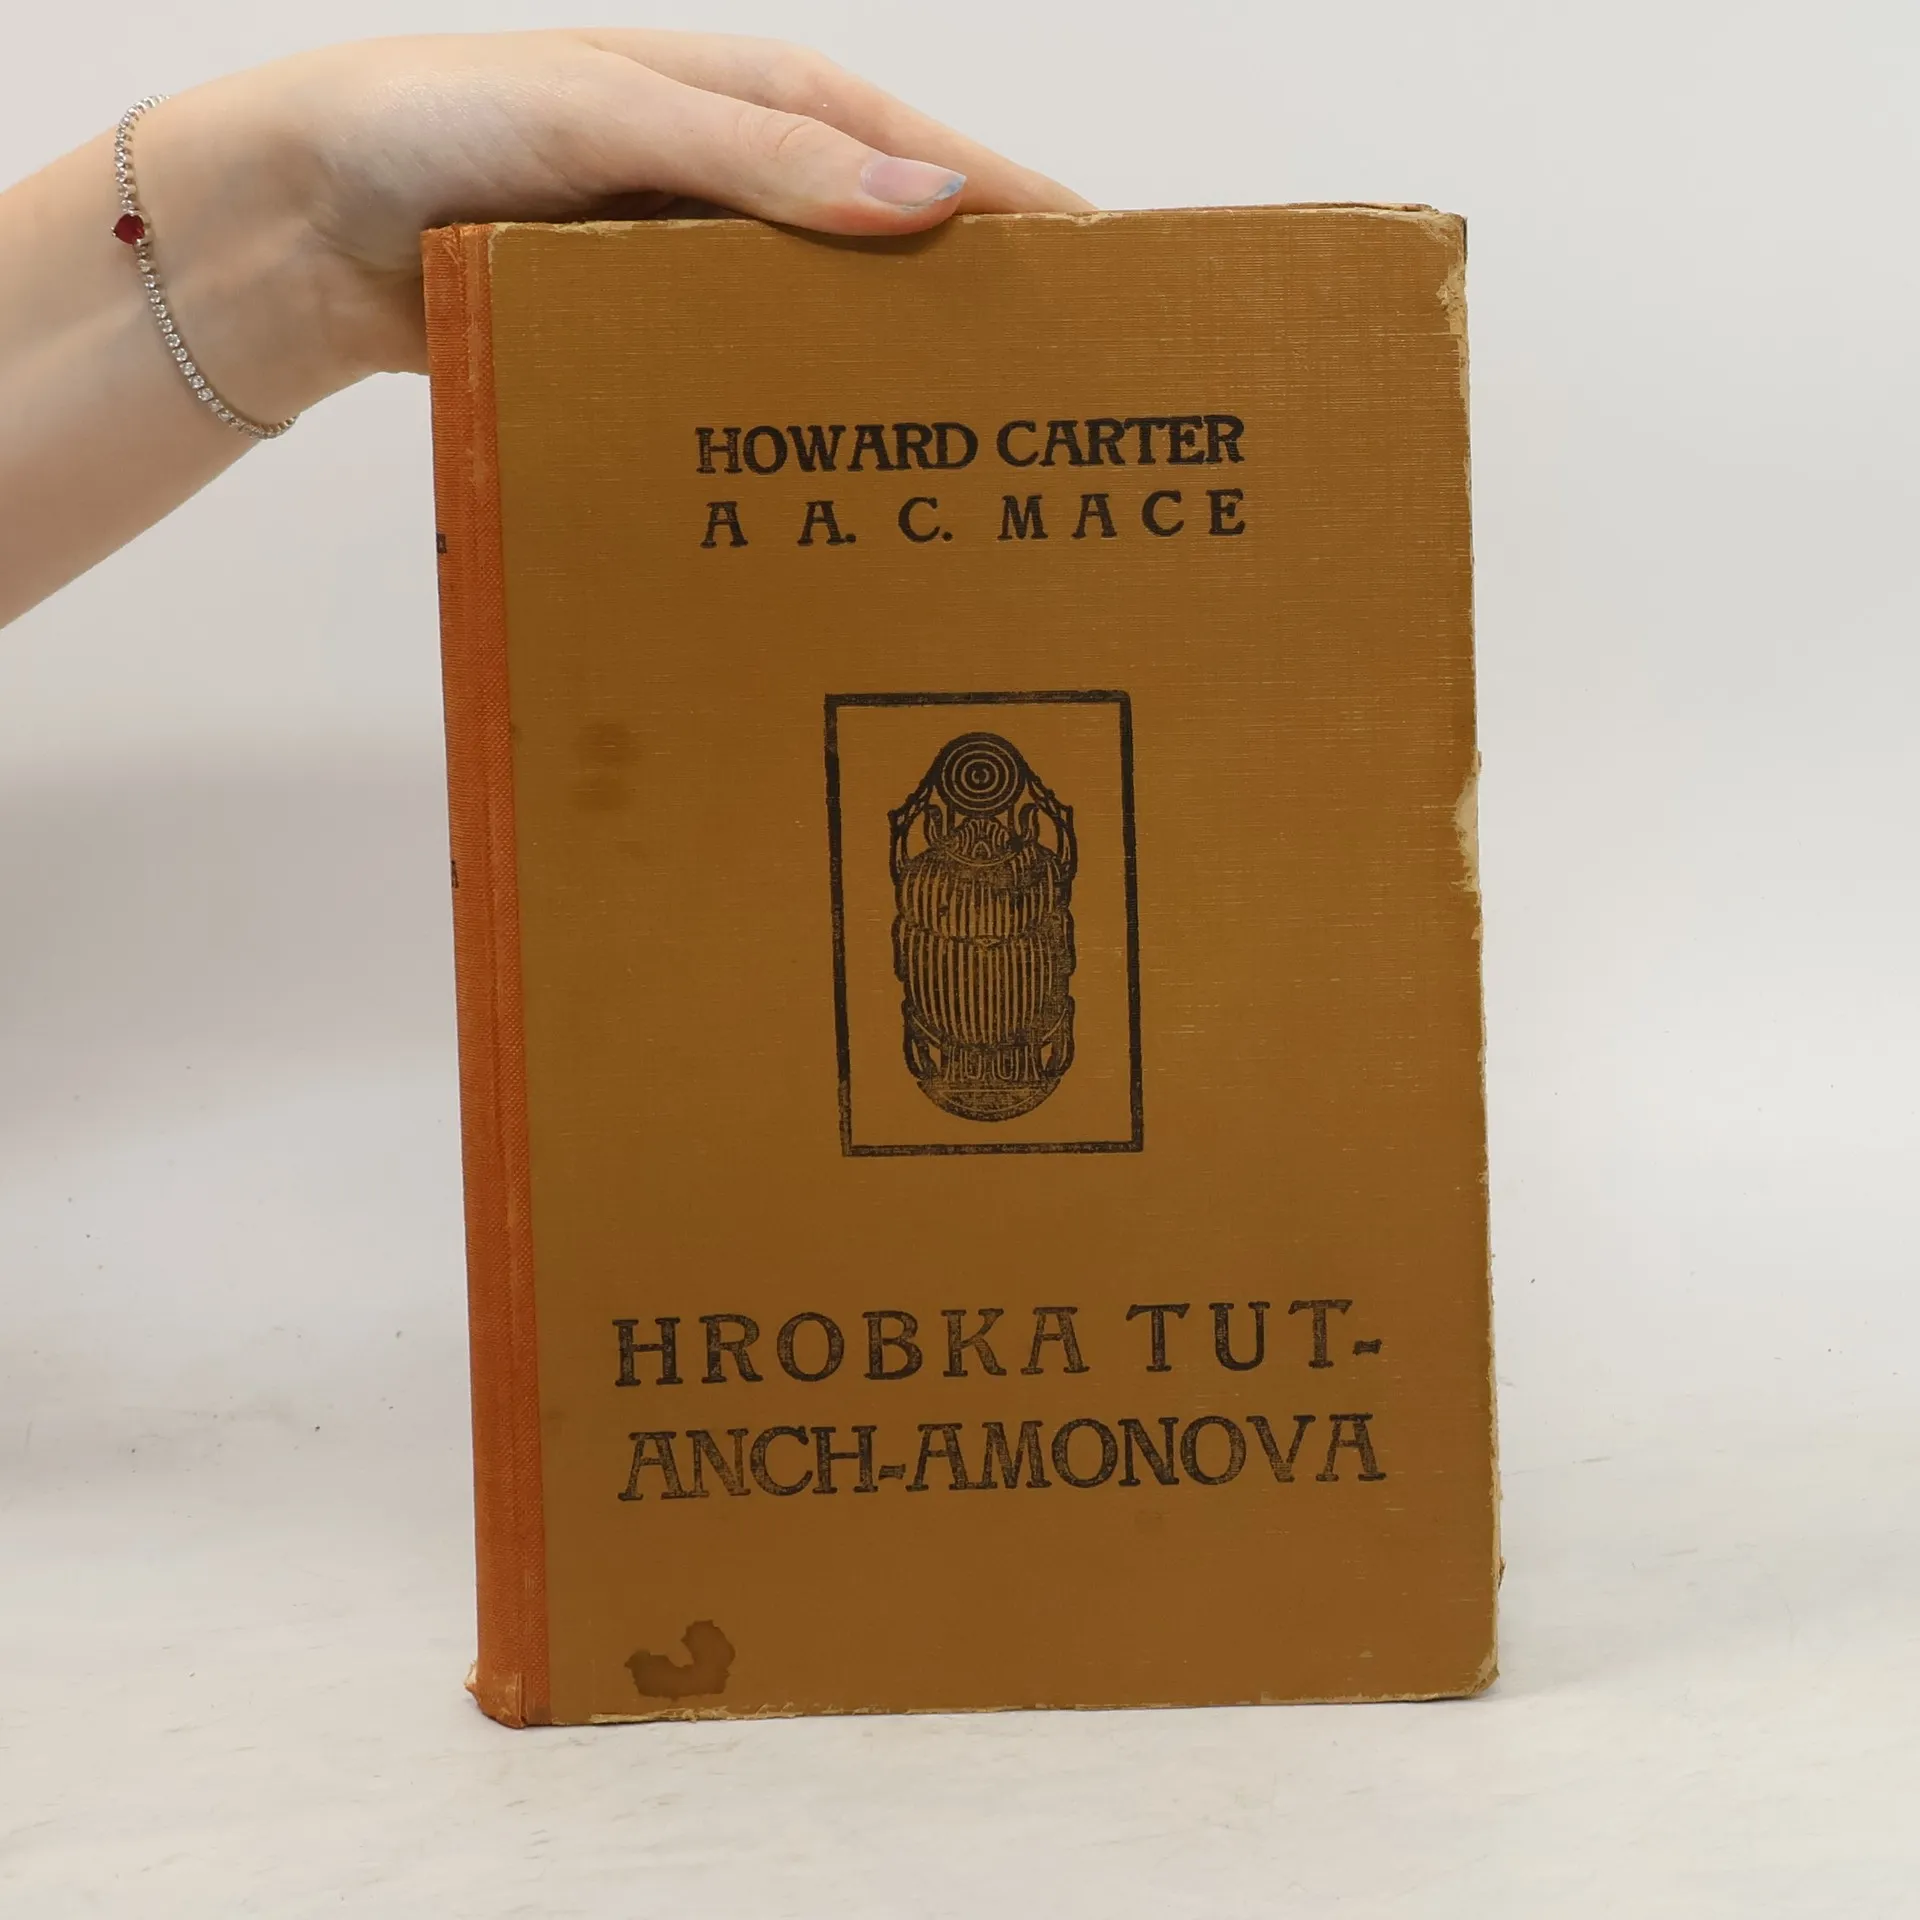 HOWARD CARTER
A A. C. MACE
HROBKA TUT-
ANCH-AMONOVA